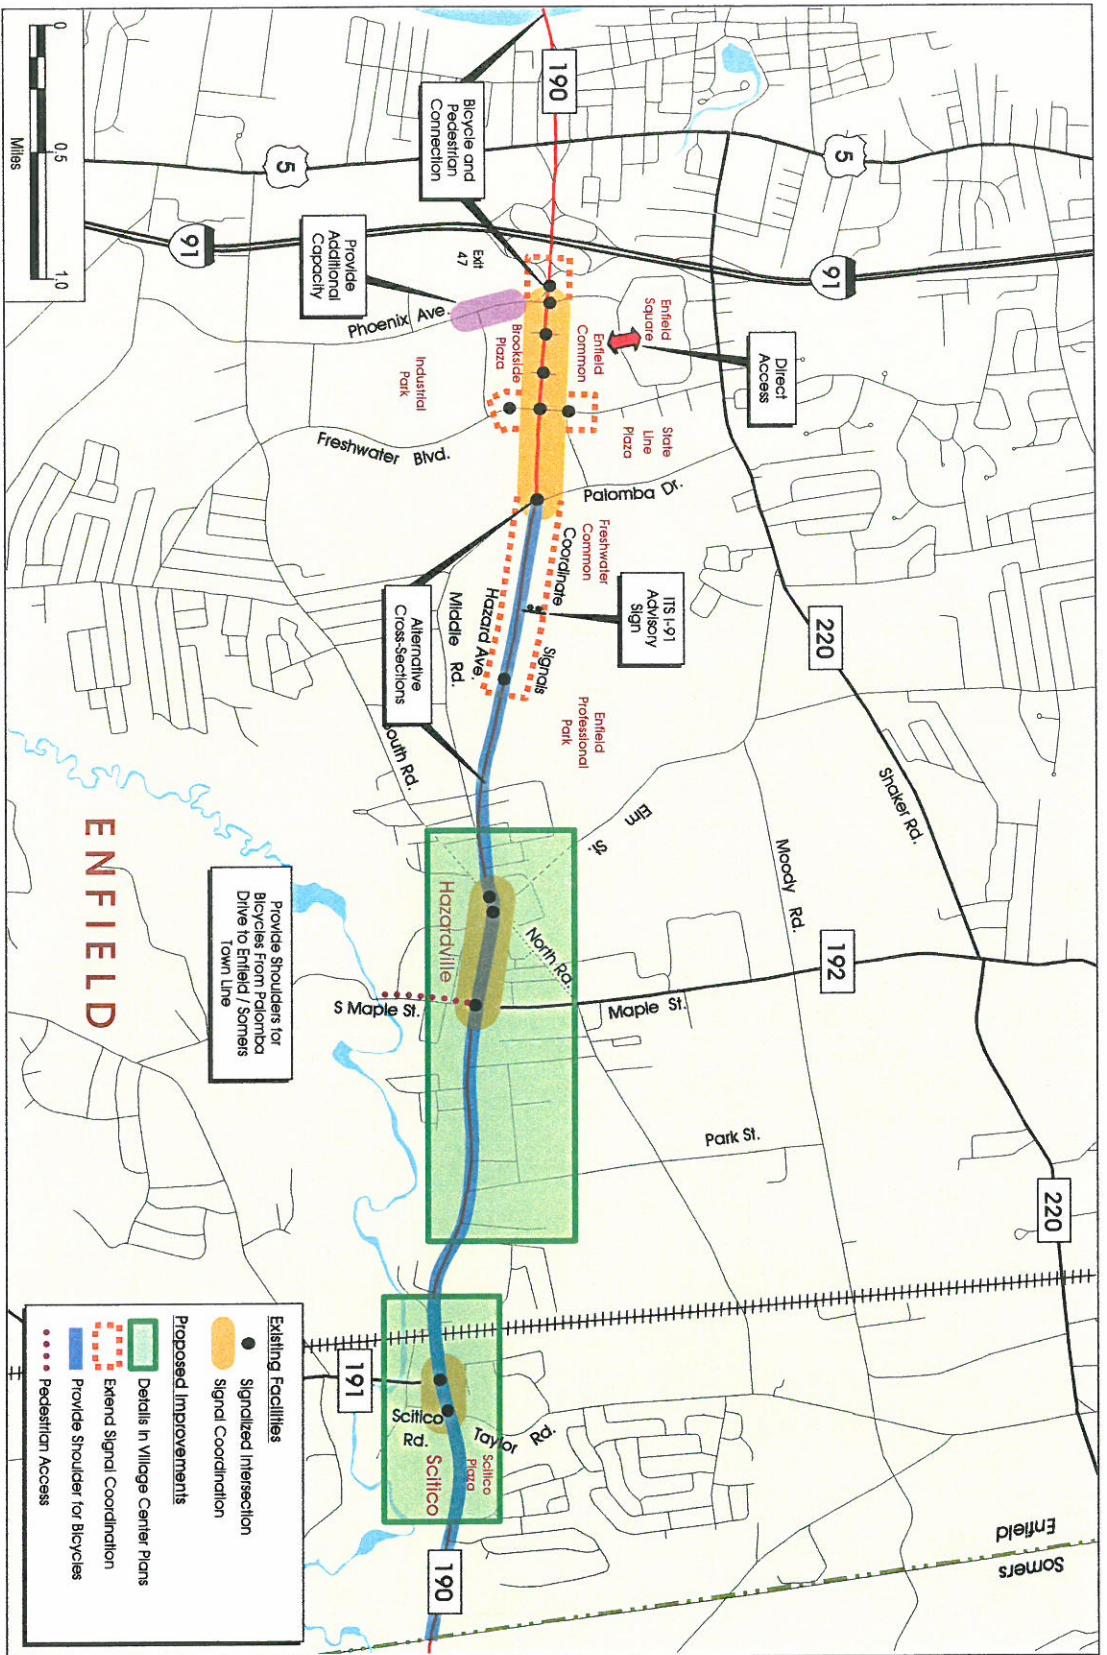 190
5
5
91
91
Bicycle and
Pedestrian
Connection
Provide
Additional
Capacity
Exit
47
Phoenix Ave.
Enfield
Square
Enfield
Common
Brookside
Plaza
Industrial
Park
Direct
Access
State
Line
Plaza
Freshwater Blvd.
Palomba Dr.
Freshwater
Common
Coordinate Signals
ITS I-91
Advisory
Sign
Hazard Ave.
Middle Rd.
Alternative
Cross-Sections
Enfield
Professional
Park
South Rd.
Elm St.
220
Shaker Rd.
Moody Rd.
192
Hazardville
North Rd.
Maple St.
S Maple St.
Park St.
ENFIELD
Provide Shoulders for
Bicycles From Palomba
Drive to Enfield / Somers
Town Line
220
191
Scitico
Rd.
Taylor Rd.
Scitico
Plaza
Scitico
190
Enfield
Somers
0 0.5 1.0
Miles
Existing Facilities
Signalized Intersection
Signal Coordination
Proposed Improvements
Details in Village Center Plans
Extend Signal Coordination
Provide Shoulder for Bicycles
Pedestrian Access